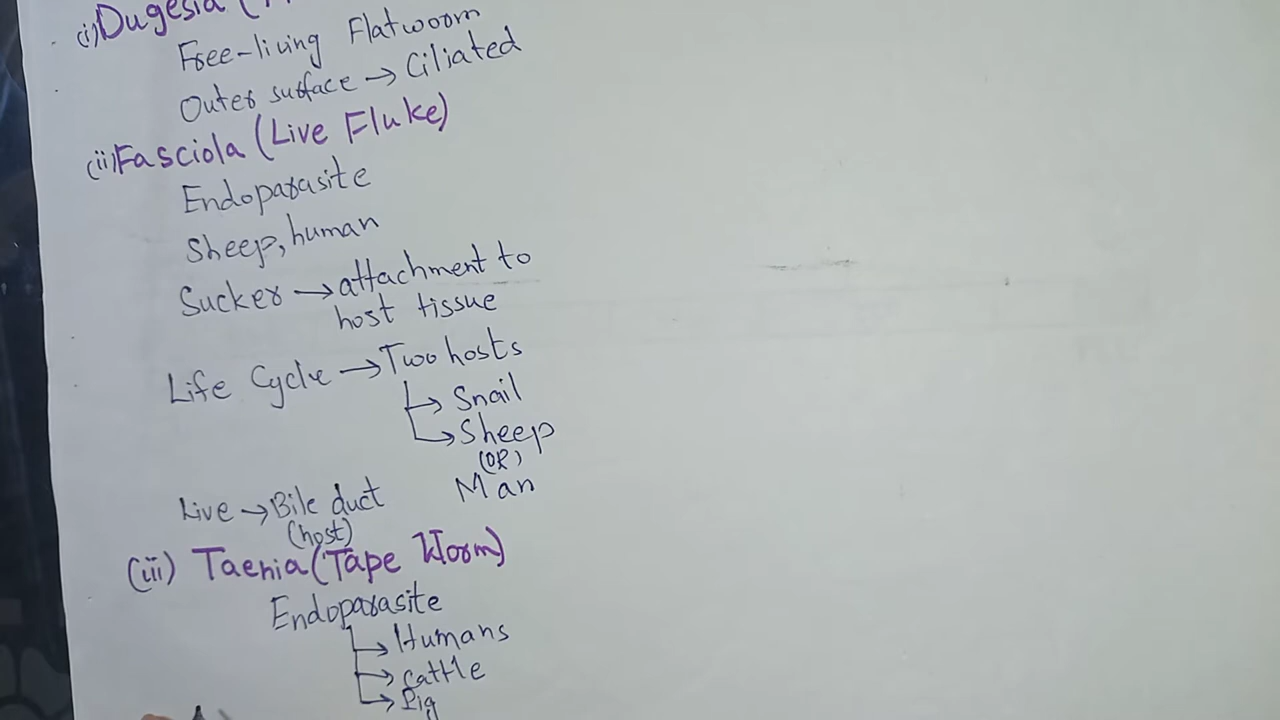 (i) Dugesia (
Free-living Flatworm
Outer surface → Ciliated
(ii) Fasciola (Live Fluke)
Endoparasite
Sheep, human
Sucker → attachment to
host tissue
Life Cycle → Two hosts
→ Snail
→ Sheep
(OR)
Man
Live → Bile duct
(host)
(iii) Taenia (Tape Worm)
Endoparasite
→ Humans
→ cattle
→ Pig